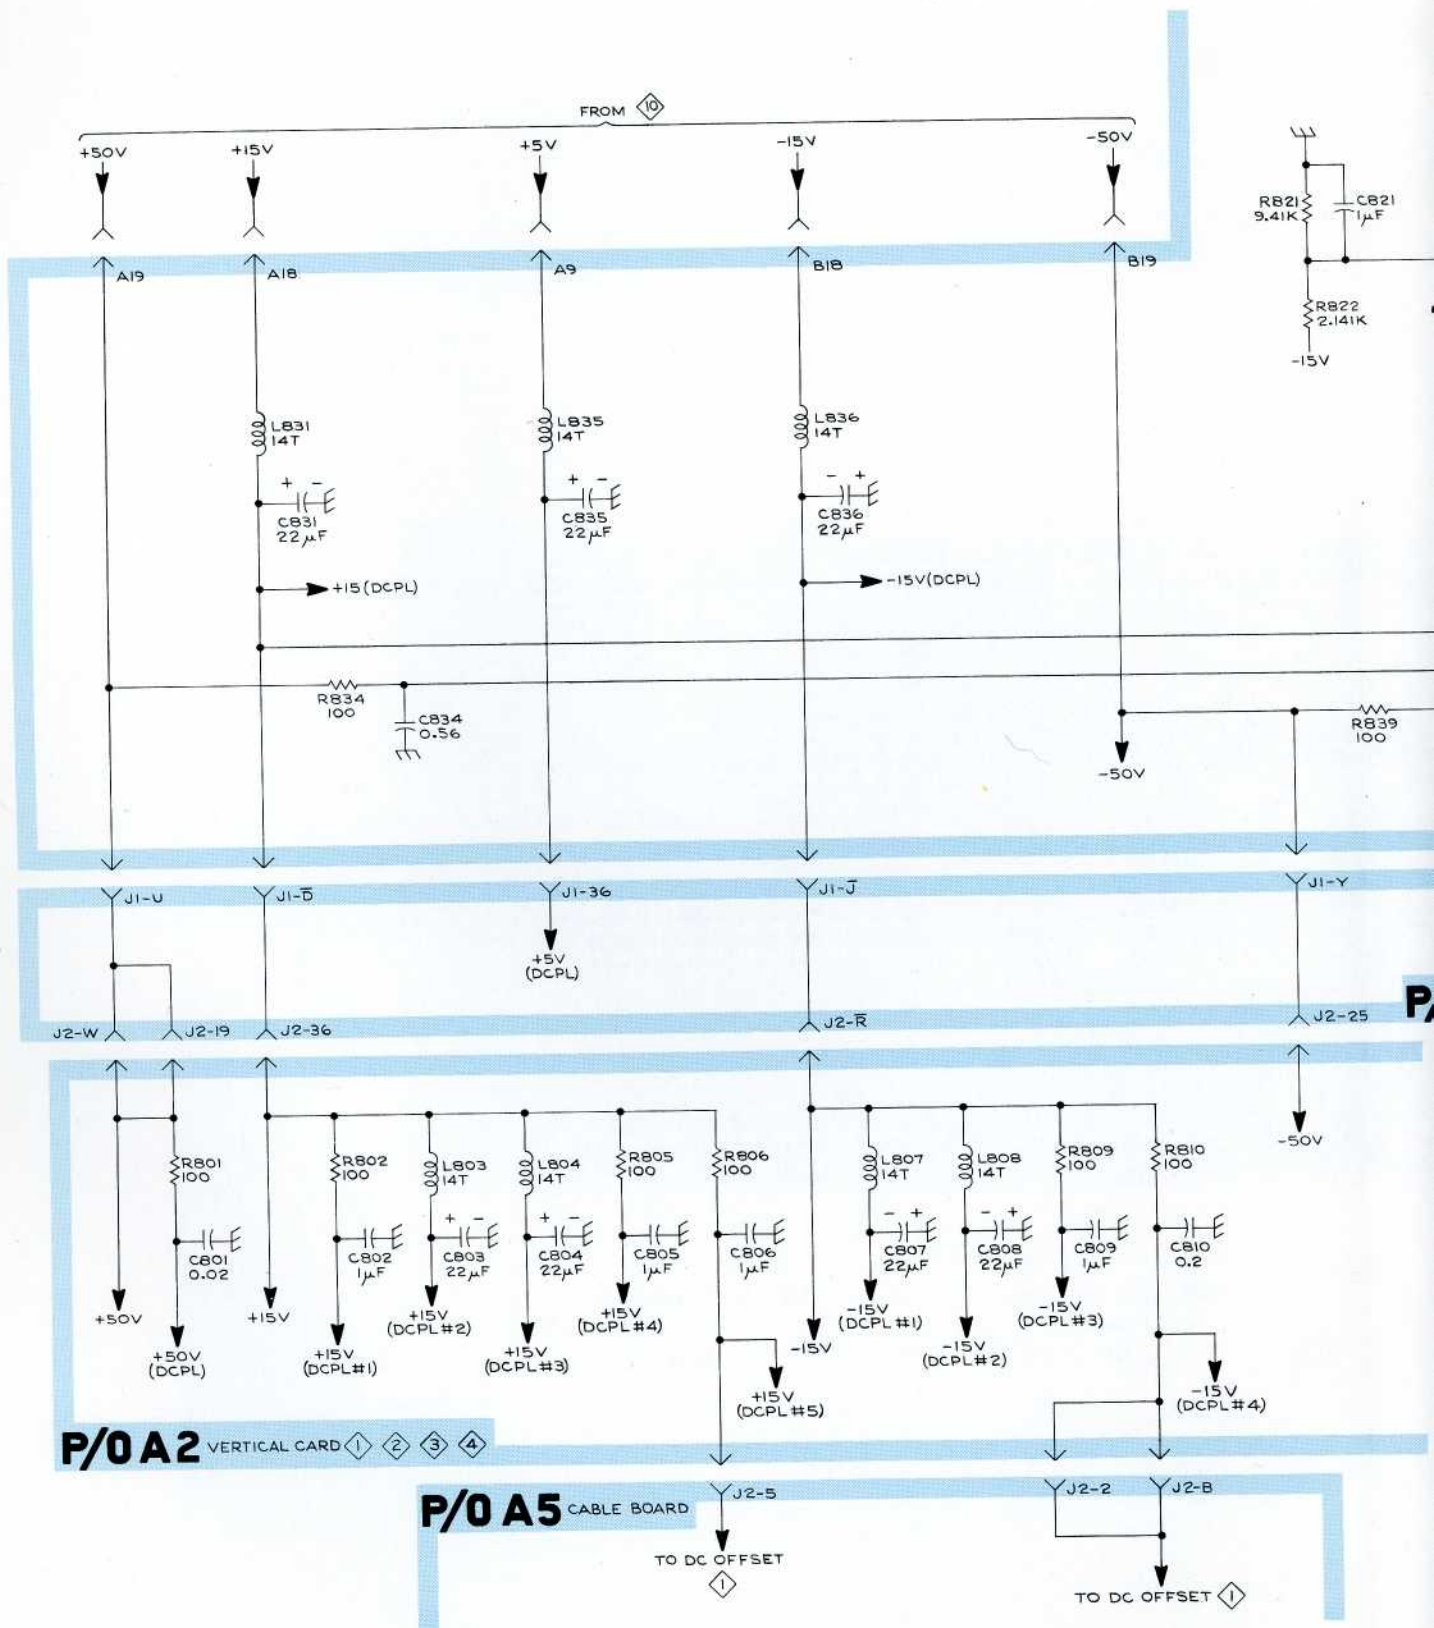 FROM 10
+50V
+15V
+5V
-15V
-50V
A19
A18
A9
B18
B19
R821
9.41K
C821
1µF
R822
2.141K
-15V
L831
14T
L835
14T
L836
14T
+ -
C831
22µF
+ -
C835
22µF
- +
C836
22µF
+15(DCPL)
-15V(DCPL)
R834
100
C834
0.56
-50V
R839
100
J1-U
J1-D̅
J1-36
J1-J̅
J1-Y
+5V
(DCPL)
J2-W
J2-19
J2-36
J2-R̅
J2-25
P/
R801
100
R802
100
L803
14T
L804
14T
R805
100
R806
100
L807
14T
L808
14T
R809
100
R810
100
-50V
C801
0.02
C802
1µF
+ -
C803
22µF
+ -
C804
22µF
C805
1µF
C806
1µF
- +
C807
22µF
- +
C808
22µF
C809
1µF
C810
0.2
+50V
+50V
(DCPL)
+15V
+15V
(DCPL#1)
+15V
(DCPL#2)
+15V
(DCPL#3)
+15V
(DCPL#4)
+15V
(DCPL#5)
-15V
-15V
(DCPL#1)
-15V
(DCPL#2)
-15V
(DCPL#3)
-15V
(DCPL#4)
P/O A2 VERTICAL CARD 1 2 3 4
P/O A5 CABLE BOARD
J2-5
J2-2
J2-B
TO DC OFFSET
1
TO DC OFFSET 1